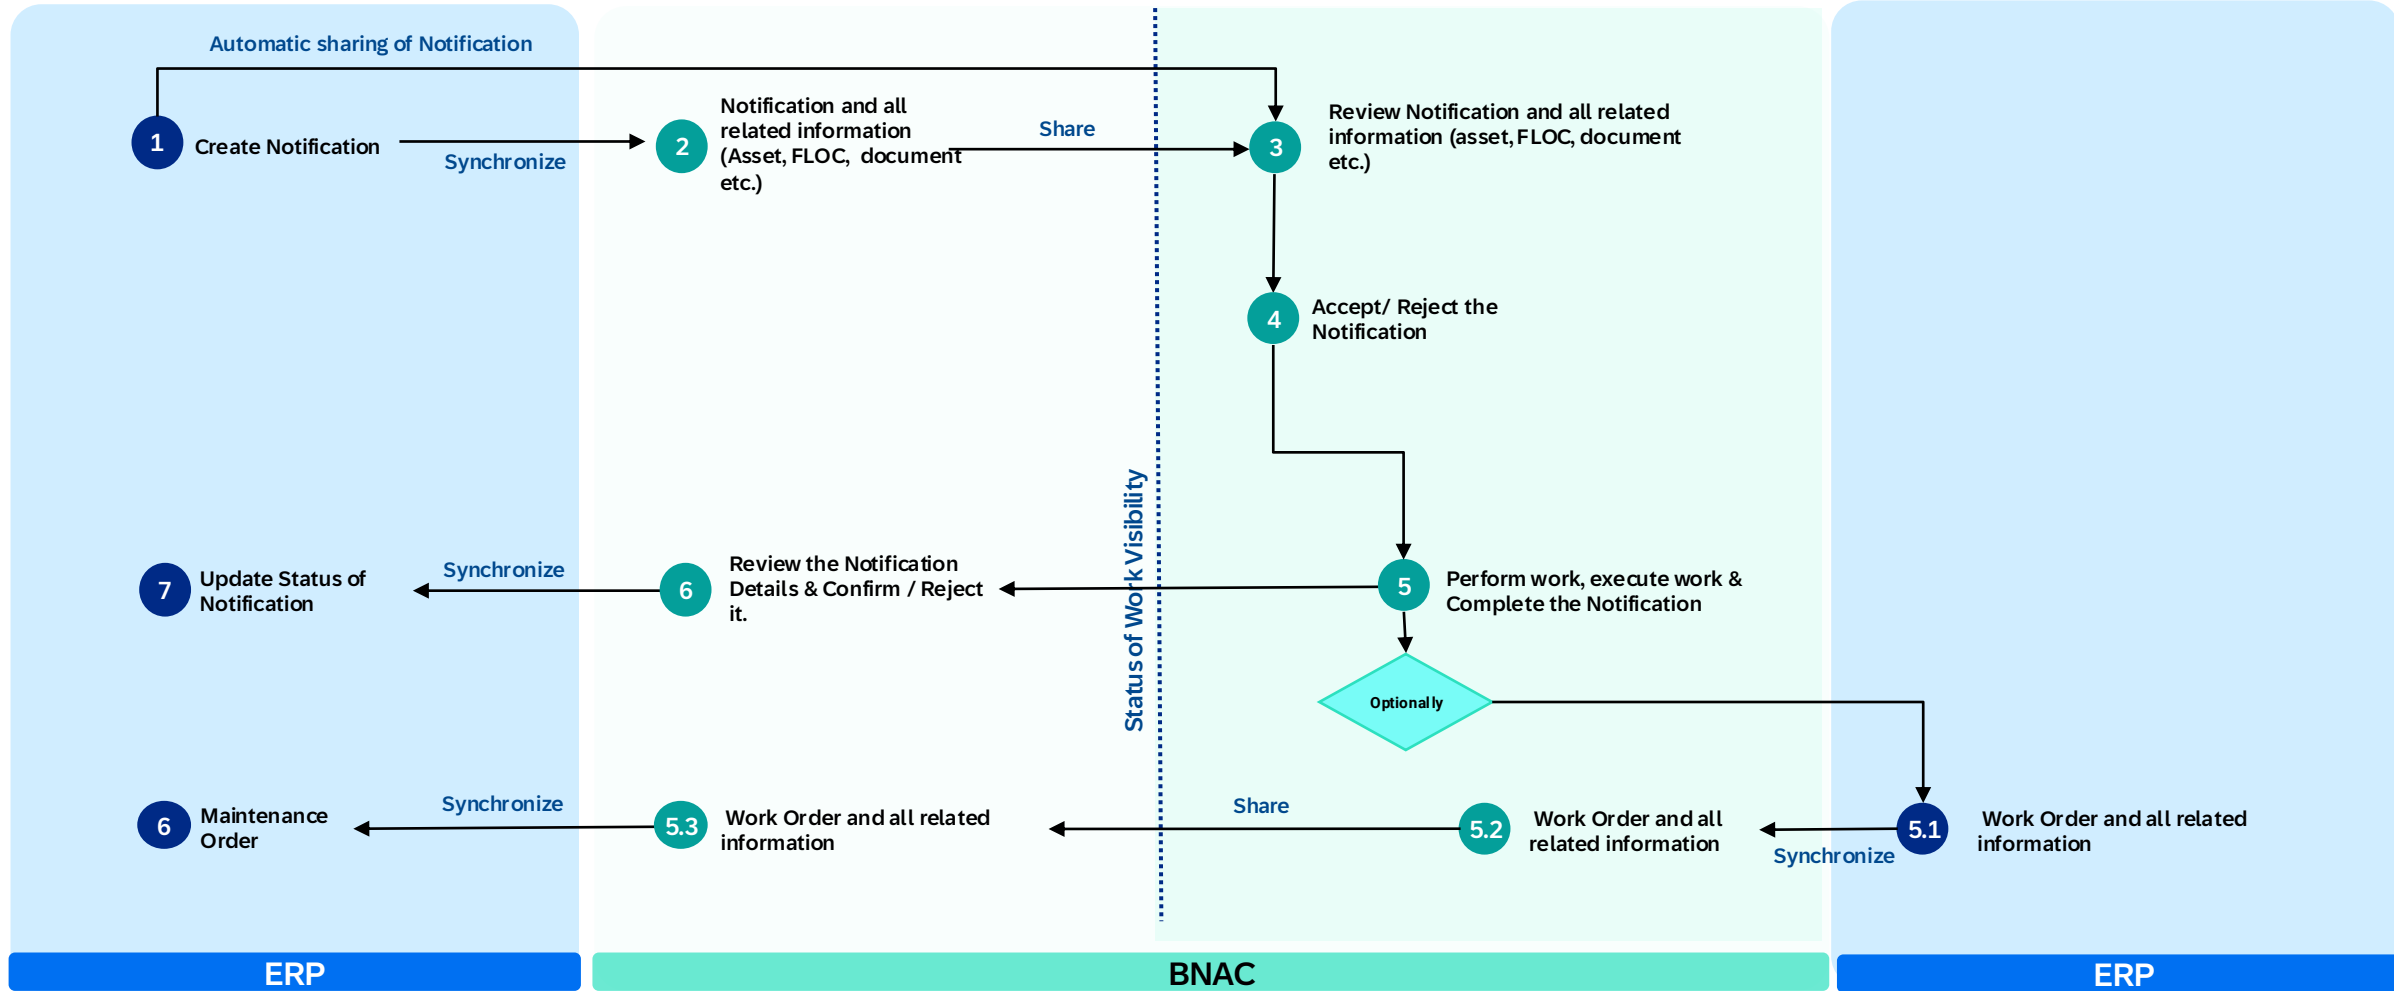 Automatic sharing of Notification
1
Create Notification
Synchronize
2
Notification and all
related information
(Asset, FLOC, document
etc.)
Share
3
Review Notification and all related
information (asset, FLOC, document
etc.)
4
Accept/ Reject the
Notification
Status of Work Visibility
7
Update Status of
Notification
Synchronize
6
Review the Notification
Details & Confirm / Reject
it.
5
Perform work, execute work &
Complete the Notification
Optionally
6
Maintenance
Order
Synchronize
5.3
Work Order and all related
information
Share
5.2
Work Order and all
related information
Synchronize
5.1
Work Order and all related
information
ERP
BNAC
ERP